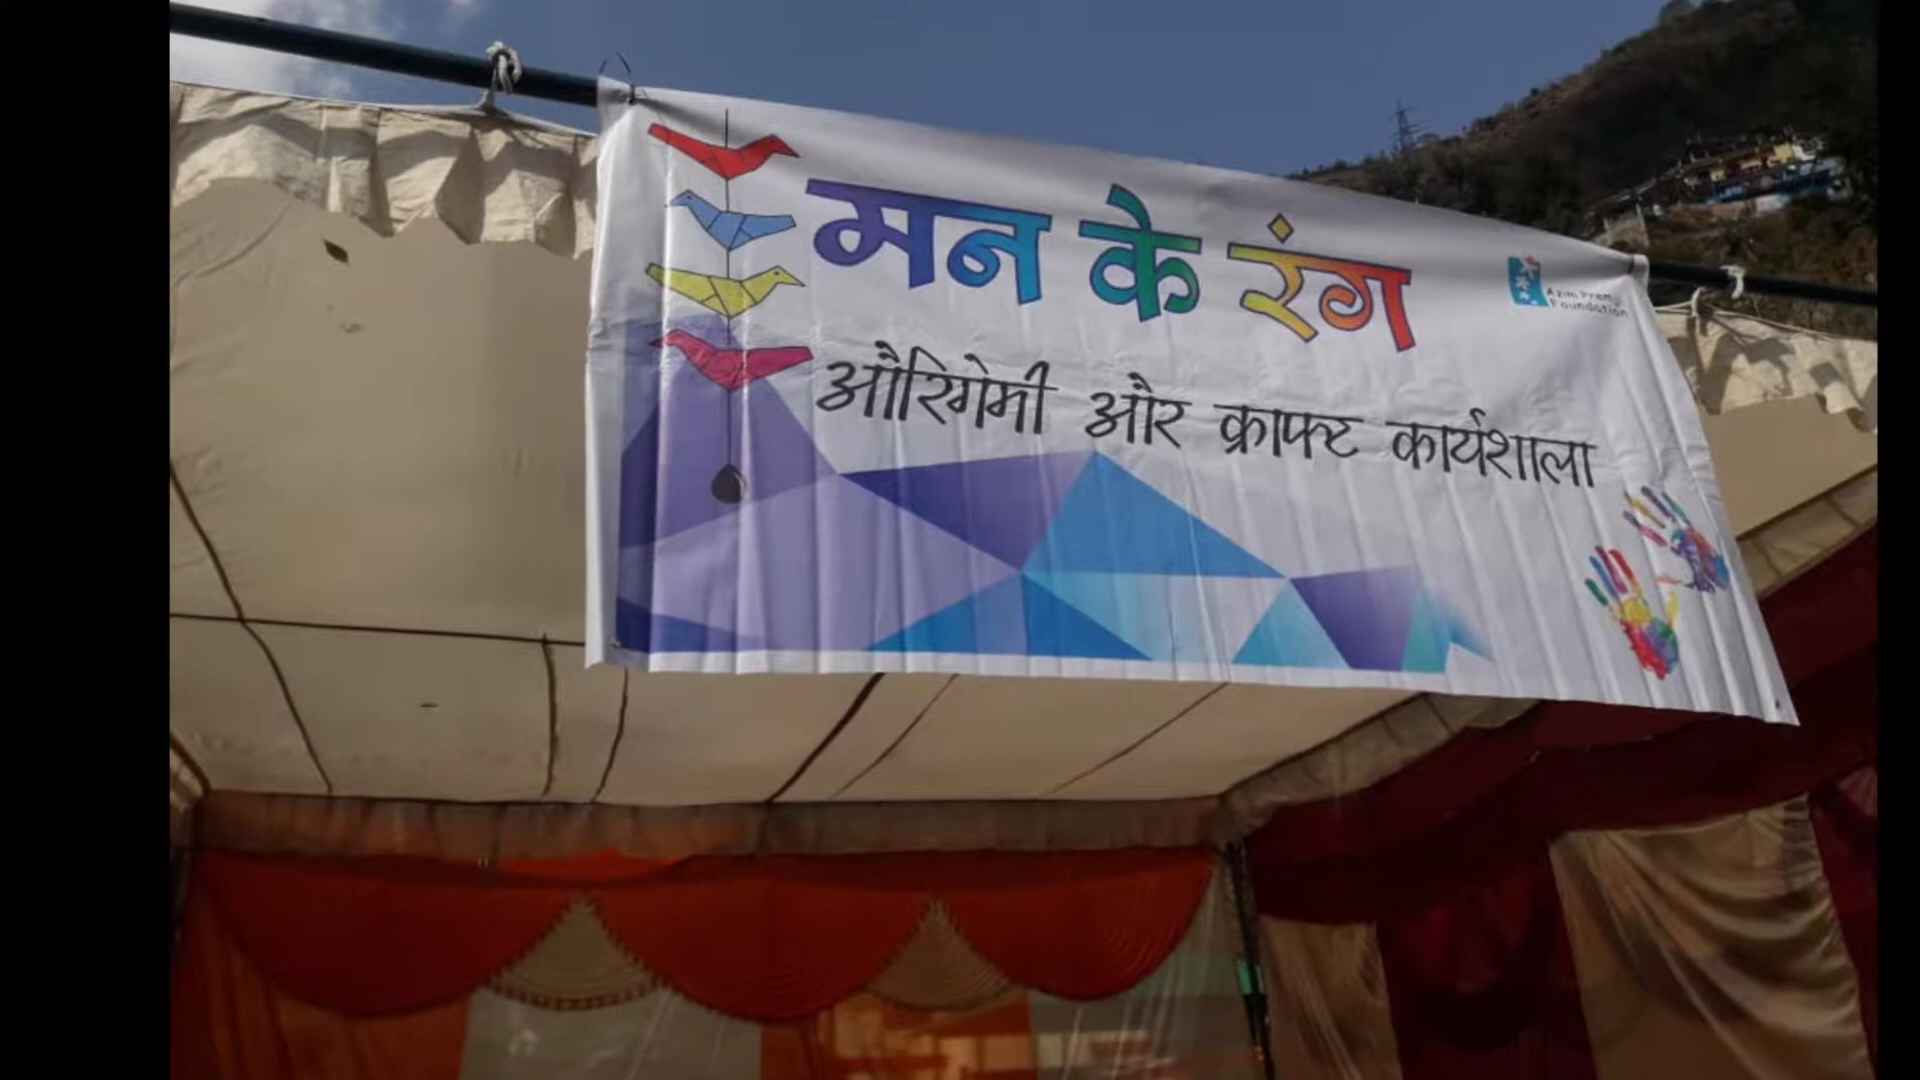 मन के रंग
Azim Premji
Foundation
औरिगेमी और क्राफ्ट कार्यशाला